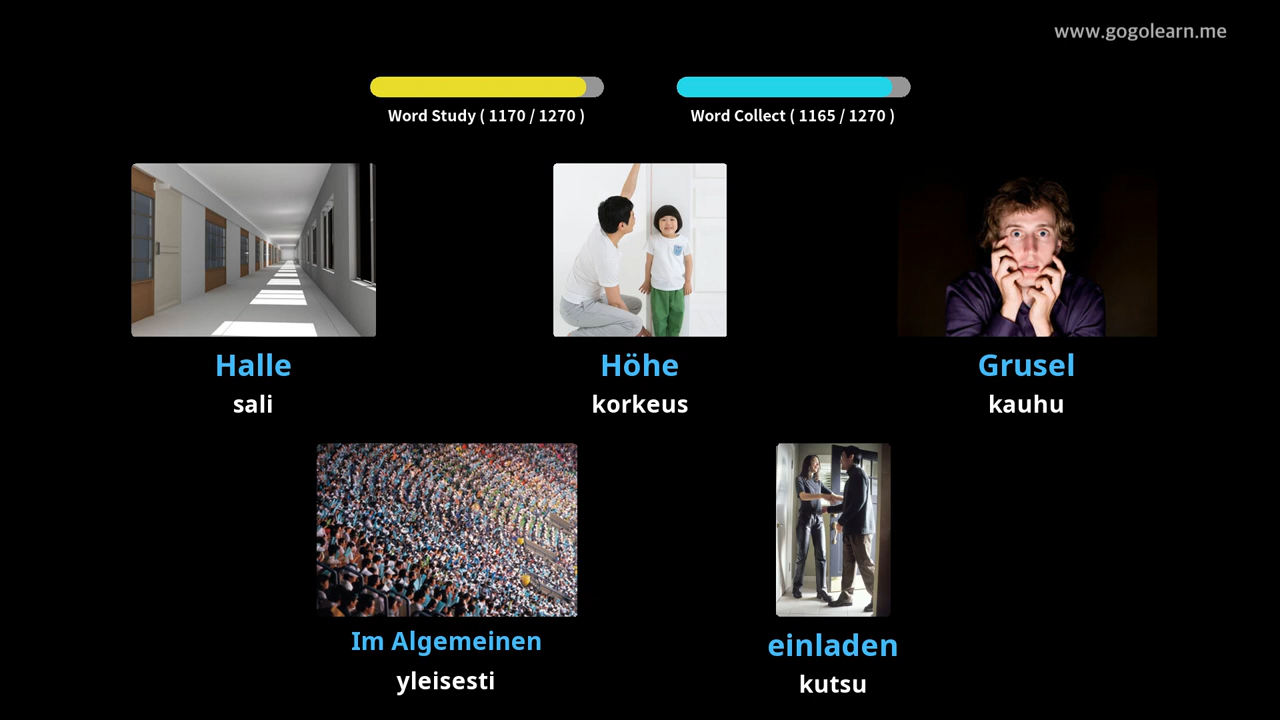 www.gogolearn.me
Word Study ( 1170 / 1270 )
Word Collect ( 1165 / 1270 )
Halle
sali
Höhe
korkeus
Grusel
kauhu
Im Algemeinen
yleisesti
einladen
kutsu